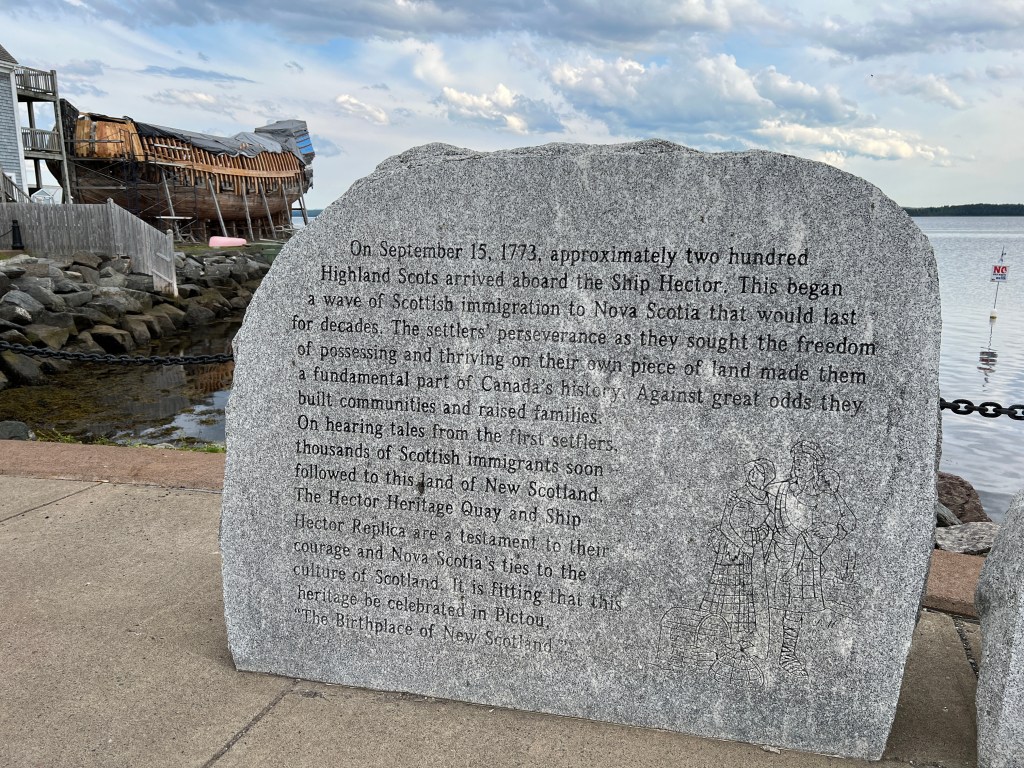 On September 15, 1773, approximately two hundred
Highland Scots arrived aboard the Ship Hector. This began
a wave of Scottish immigration to Nova Scotia that would last
for decades. The settlers' perseverance as they sought the freedom
of possessing and thriving on their own piece of land made them
a fundamental part of Canada's history. Against great odds they
built communities and raised families.
On hearing tales from the first settlers,
thousands of Scottish immigrants soon
followed to this land of New Scotland.
The Hector Heritage Quay and Ship
Hector Replica are a testament to their
courage and Nova Scotia's ties to the
culture of Scotland. It is fitting that this
heritage be celebrated in Pictou,
"The Birthplace of New Scotland."
NO